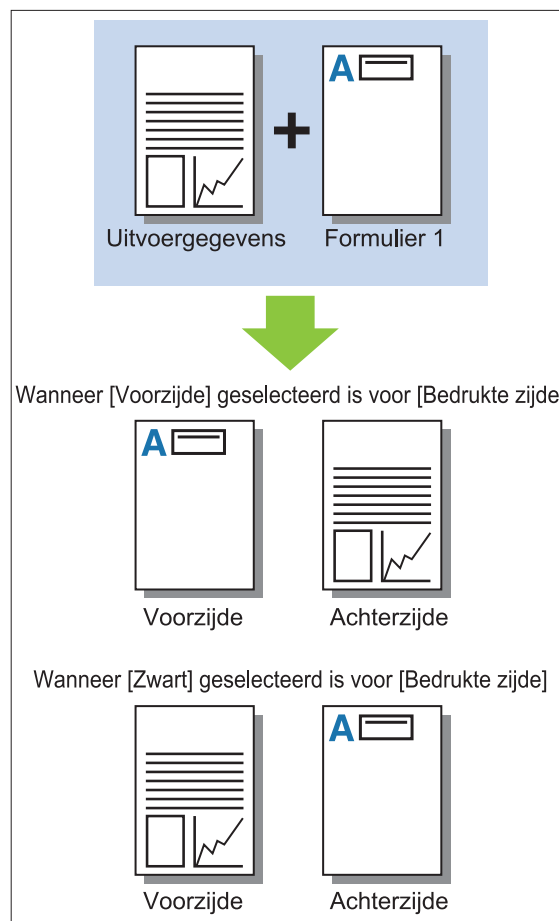 A
Uitvoergegevens Formulier 1
Wanneer [Voorzijde] geselecteerd is voor [Bedrukte zijde
A
Voorzijde Achterzijde
Wanneer [Zwart] geselecteerd is voor [Bedrukte zijde]
A
Voorzijde Achterzijde